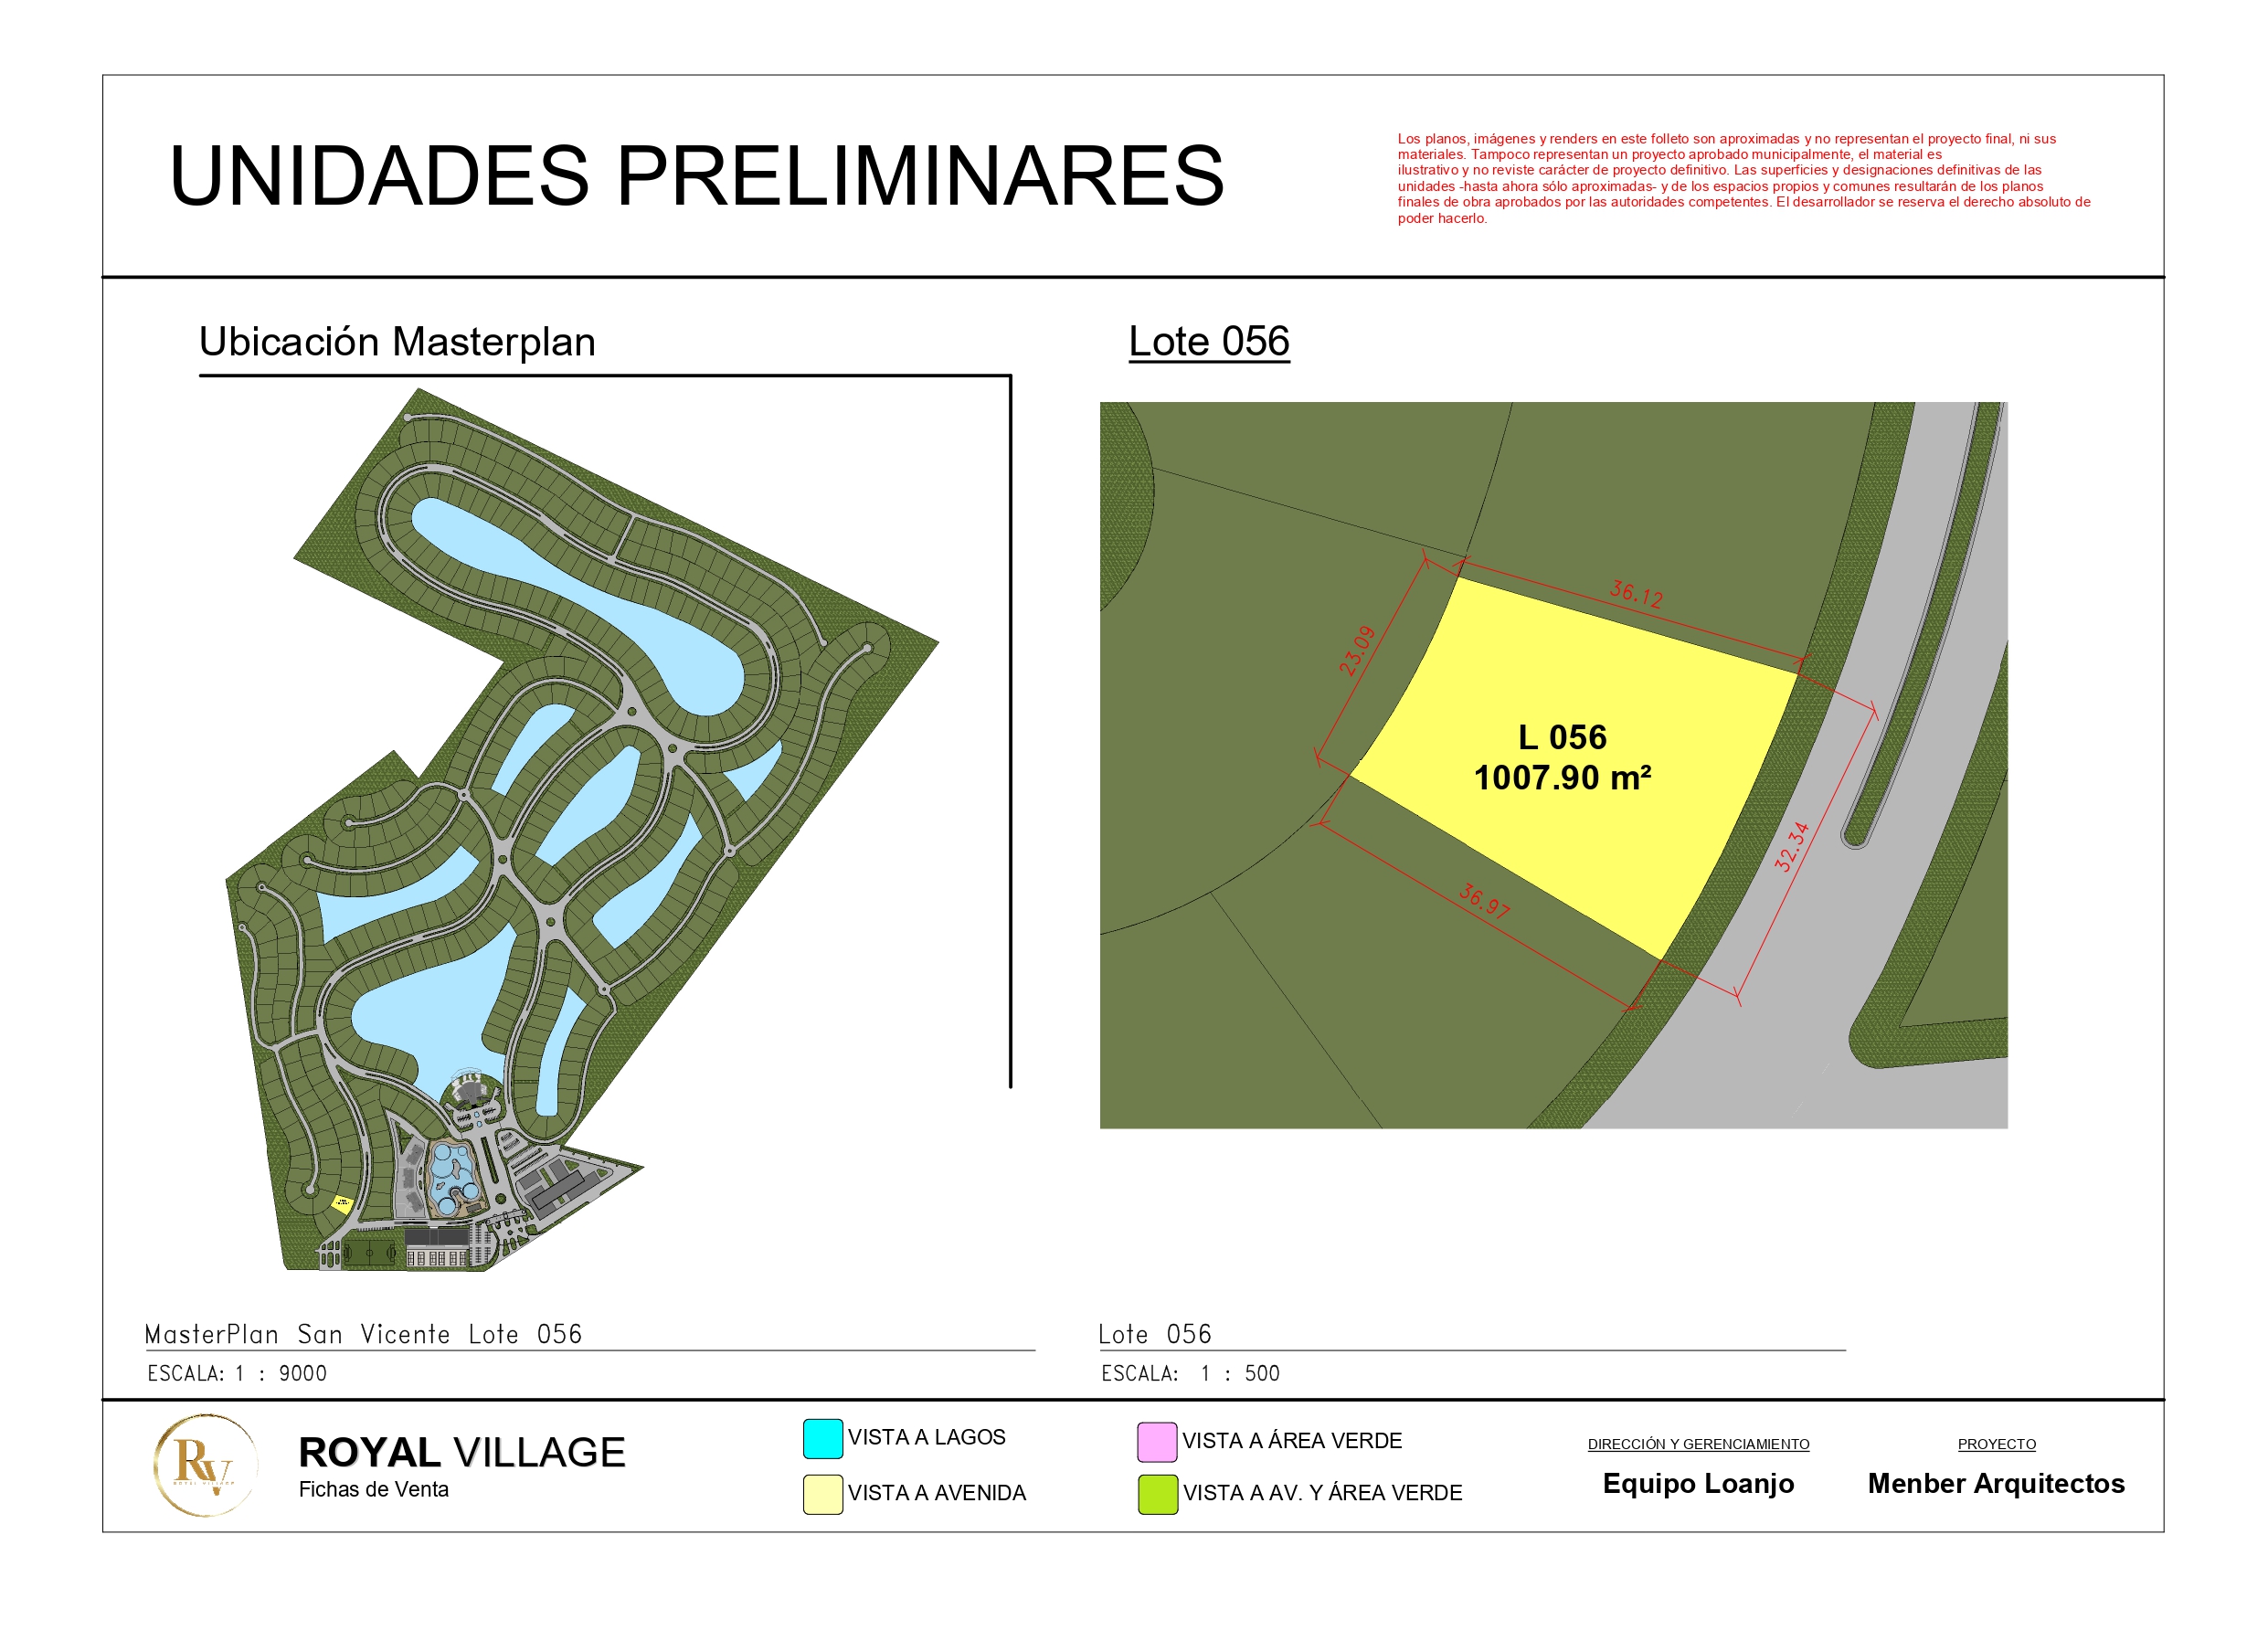 UNIDADES PRELIMINARES
Los planos, imágenes y renders en este folleto son aproximadas y no representan el proyecto final, ni sus
materiales. Tampoco representan un proyecto aprobado municipalmente, el material es
ilustrativo y no reviste carácter de proyecto definitivo. Las superficies y designaciones definitivas de las
unidades -hasta ahora sólo aproximadas- y de los espacios propios y comunes resultarán de los planos
finales de obra aprobados por las autoridades competentes. El desarrollador se reserva el derecho absoluto de
poder hacerlo.
Ubicación Masterplan
Lote 056
36.12
23.09
L 056
1007.90 m²
32.34
36.97
MasterPlan San Vicente Lote 056
ESCALA: 1 : 9000
Lote 056
ESCALA: 1 : 500
RV
ROYAL VILLAGE
ROYAL VILLAGE
Fichas de Venta
VISTA A LAGOS
VISTA A AVENIDA
VISTA A ÁREA VERDE
VISTA A AV. Y ÁREA VERDE
DIRECCIÓN Y GERENCIAMIENTO
Equipo Loanjo
PROYECTO
Menber Arquitectos